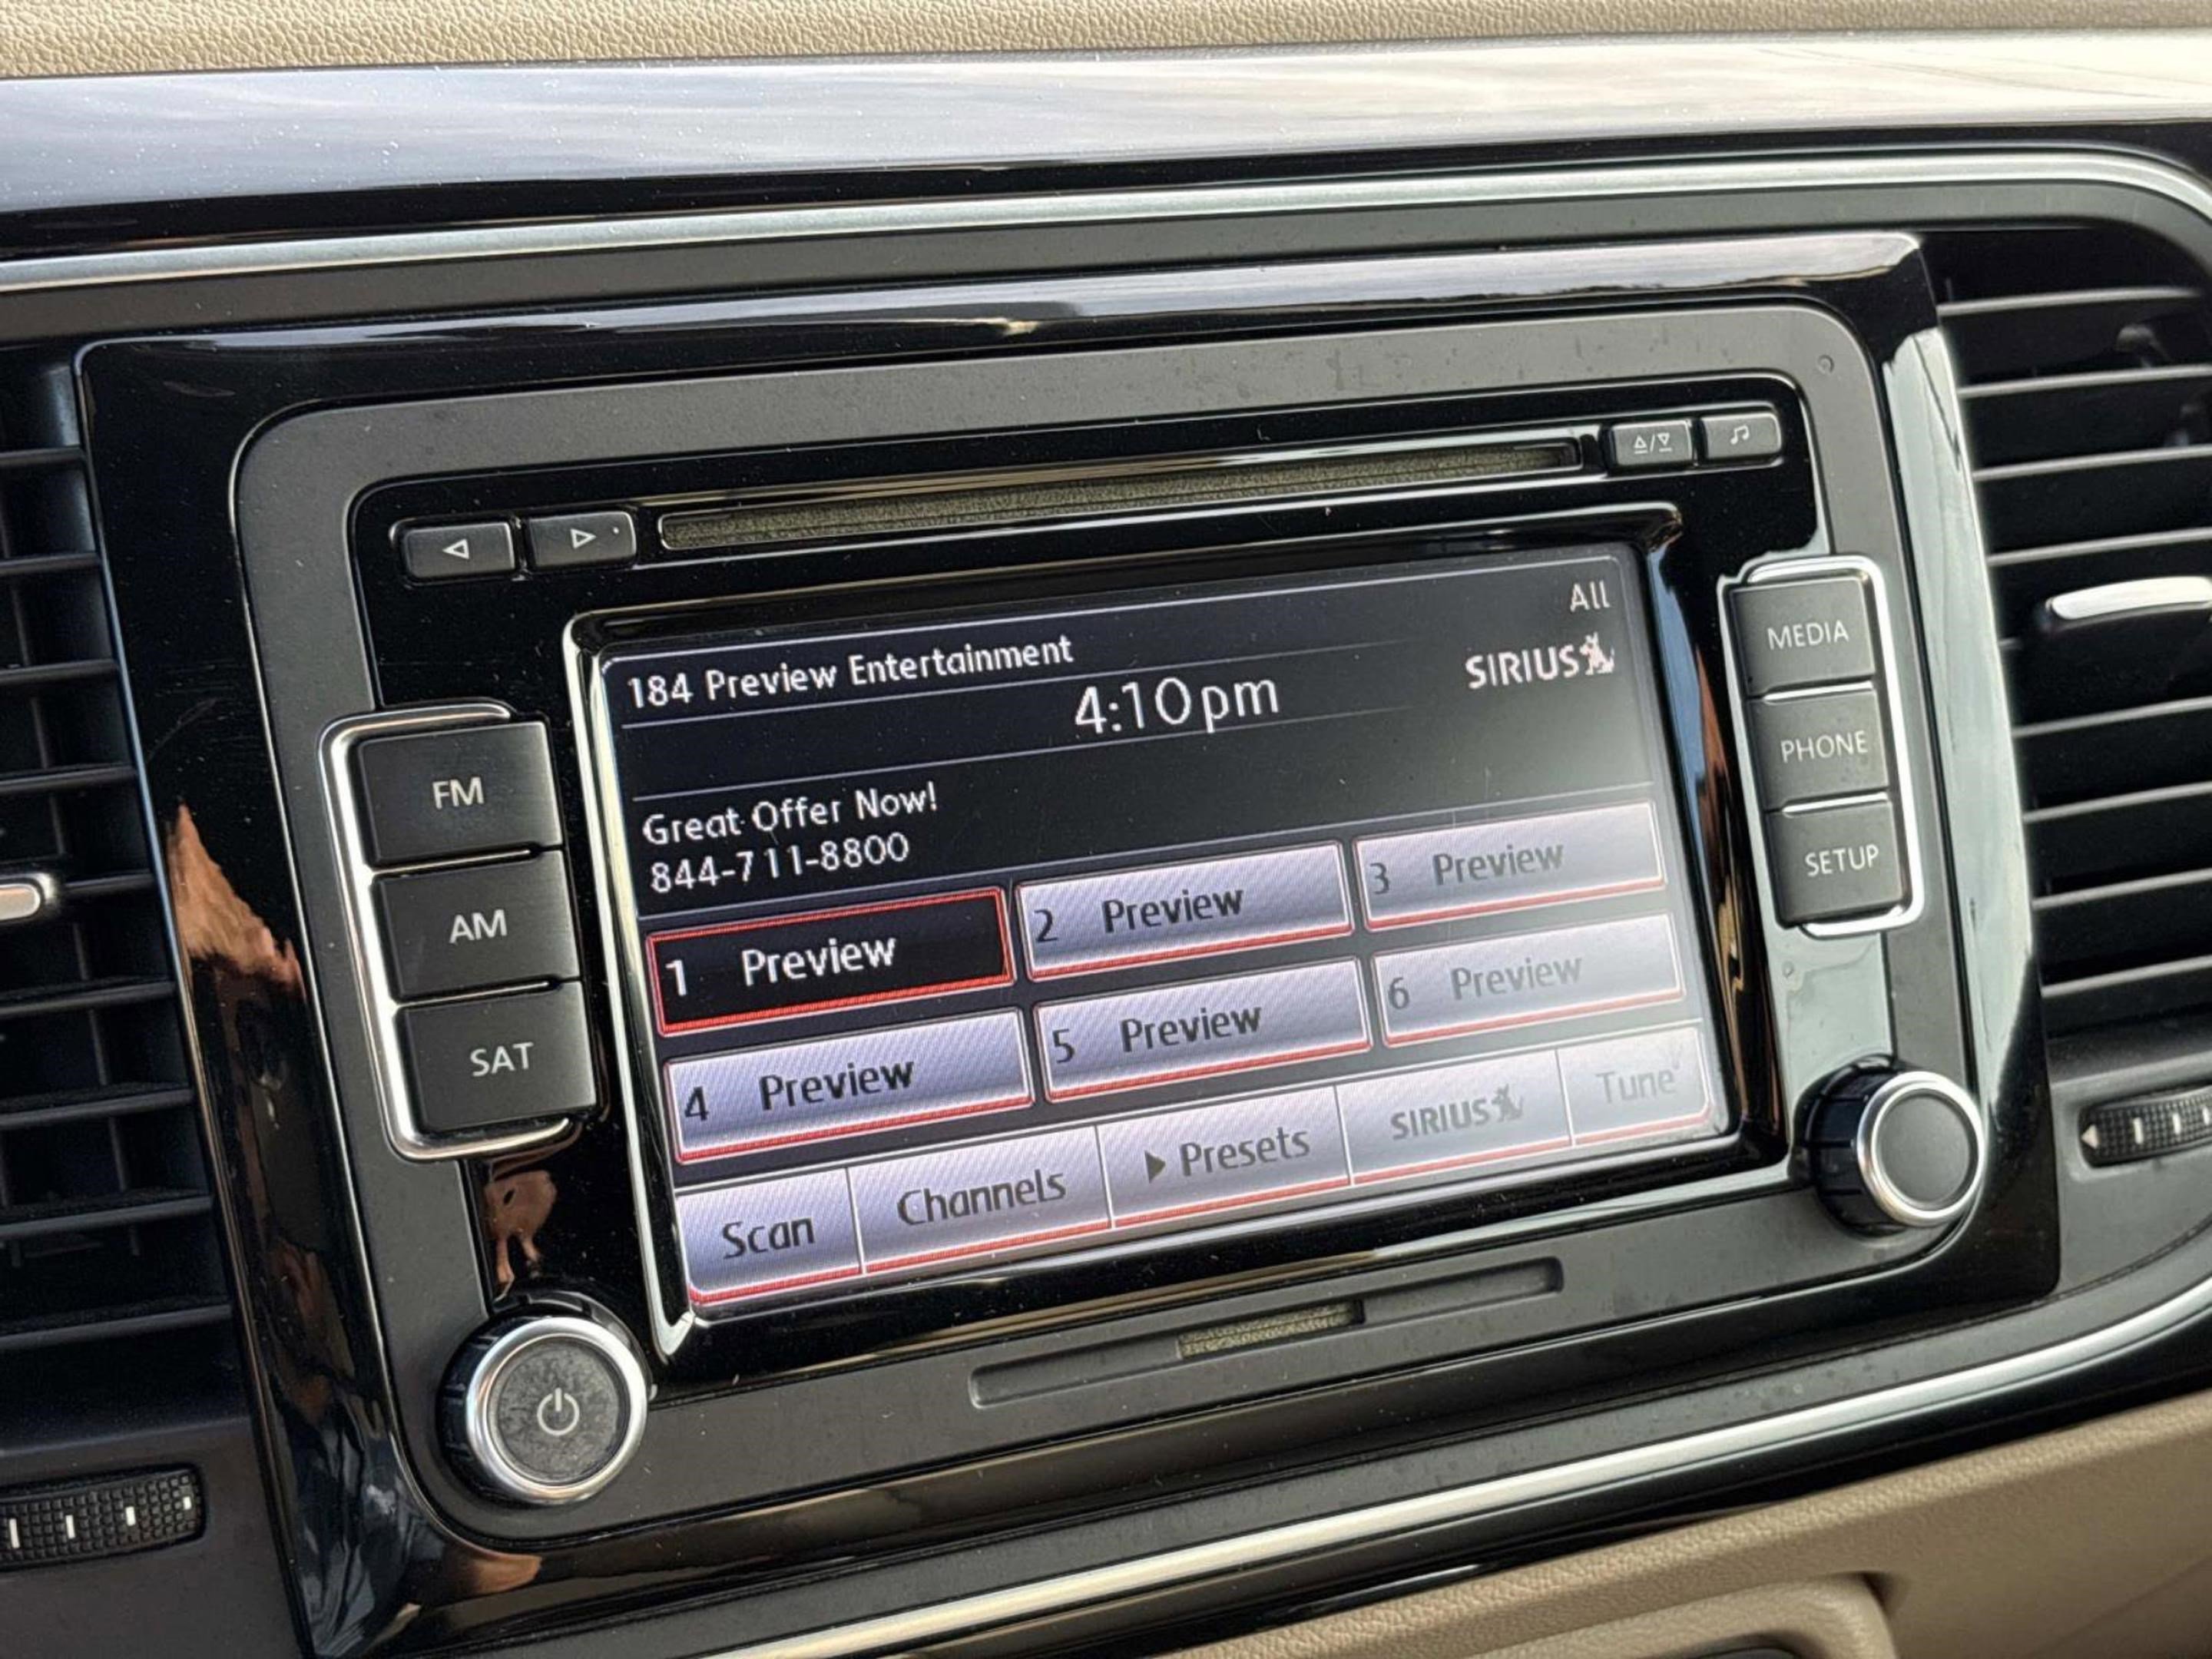 All
184 Preview Entertainment
SIRIUS
4:10pm
Great Offer Now!
844-711-8800
1 Preview
2 Preview
3 Preview
4 Preview
5 Preview
6 Preview
Scan
Channels
Presets
SIRIUS
Tune
FM
AM
SAT
MEDIA
PHONE
SETUP